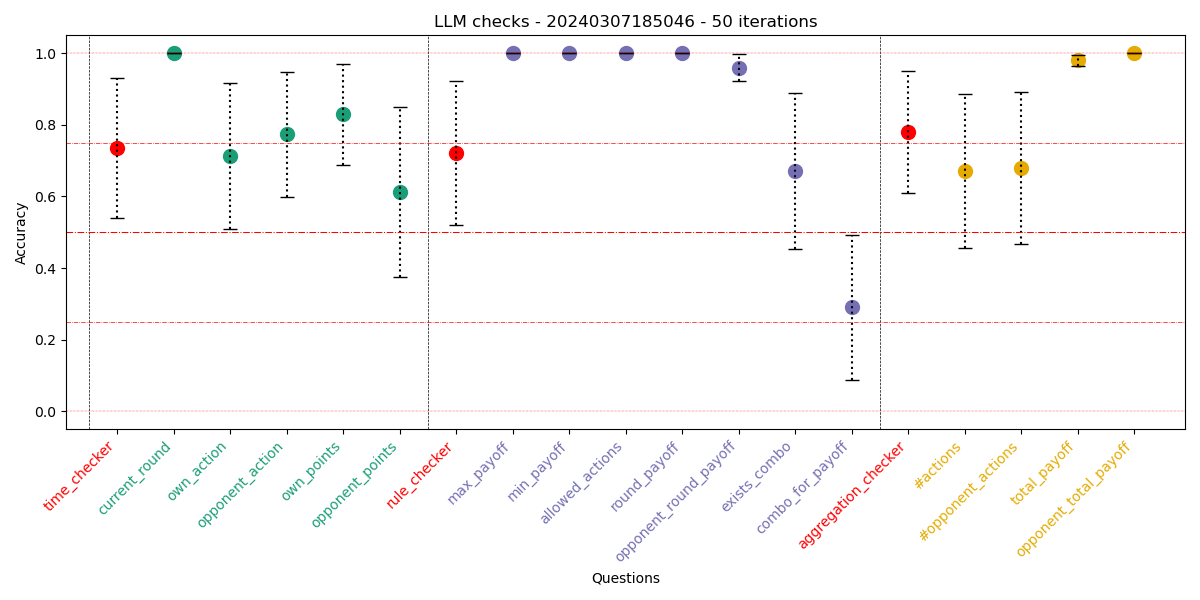 LLM checks - 20240307185046 - 50 iterations
Accuracy
1.0
0.8
0.6
0.4
0.2
0.0
time_checker
current_round
own_action
opponent_action
own_points
opponent_points
rule_checker
max_payoff
min_payoff
allowed_actions
round_payoff
opponent_round_payoff
exists_combo
combo_for_payoff
aggregation_checker
#actions
#opponent_actions
total_payoff
opponent_total_payoff
Questions